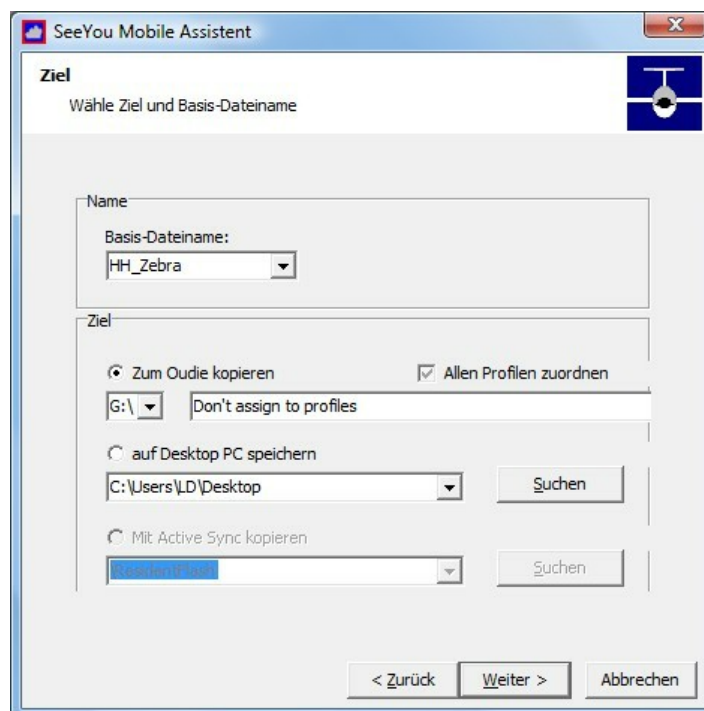 SeeYou Mobile Assistent
Ziel
Wähle Ziel und Basis-Dateiname
Name
Basis-Dateiname:
HH_Zebra
Ziel
Zum Oudie kopieren Allen Profilen zuordnen
G:\ Don't assign to profiles
auf Desktop PC speichern
C:\Users\LD\Desktop Suchen
Mit Active Sync kopieren
\ResidentFlash Suchen
< Zurück Weiter > Abbrechen